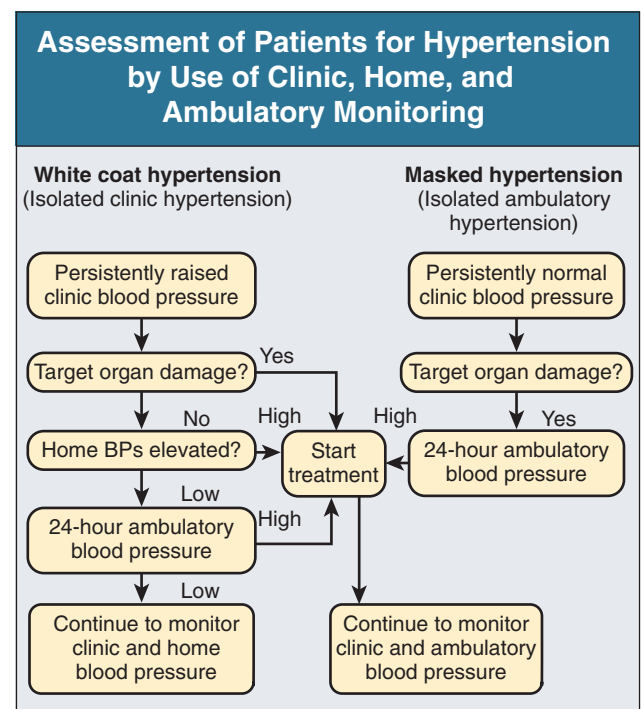 Assessment of Patients for Hypertension
by Use of Clinic, Home, and
Ambulatory Monitoring
White coat hypertension
(Isolated clinic hypertension)
Masked hypertension
(Isolated ambulatory
hypertension)
Persistently raised
clinic blood pressure
Persistently normal
clinic blood pressure
Target organ damage?
Yes
Target organ damage?
No
High
High
Yes
Home BPs elevated?
Start
treatment
24-hour ambulatory
blood pressure
Low
24-hour ambulatory
blood pressure
High
Low
Continue to monitor
clinic and home
blood pressure
Continue to monitor
clinic and ambulatory
blood pressure